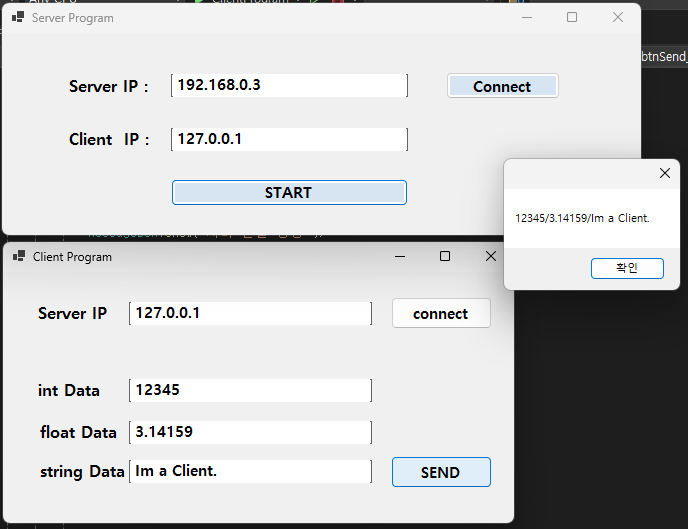 Server Program
btnSend_
Server IP :
192.168.0.3
Connect
Client IP :
127.0.0.1
START
12345/3.14159/Im a Client.
확인
Client Program
Server IP
127.0.0.1
connect
int Data
12345
float Data
3.14159
string Data
Im a Client.
SEND